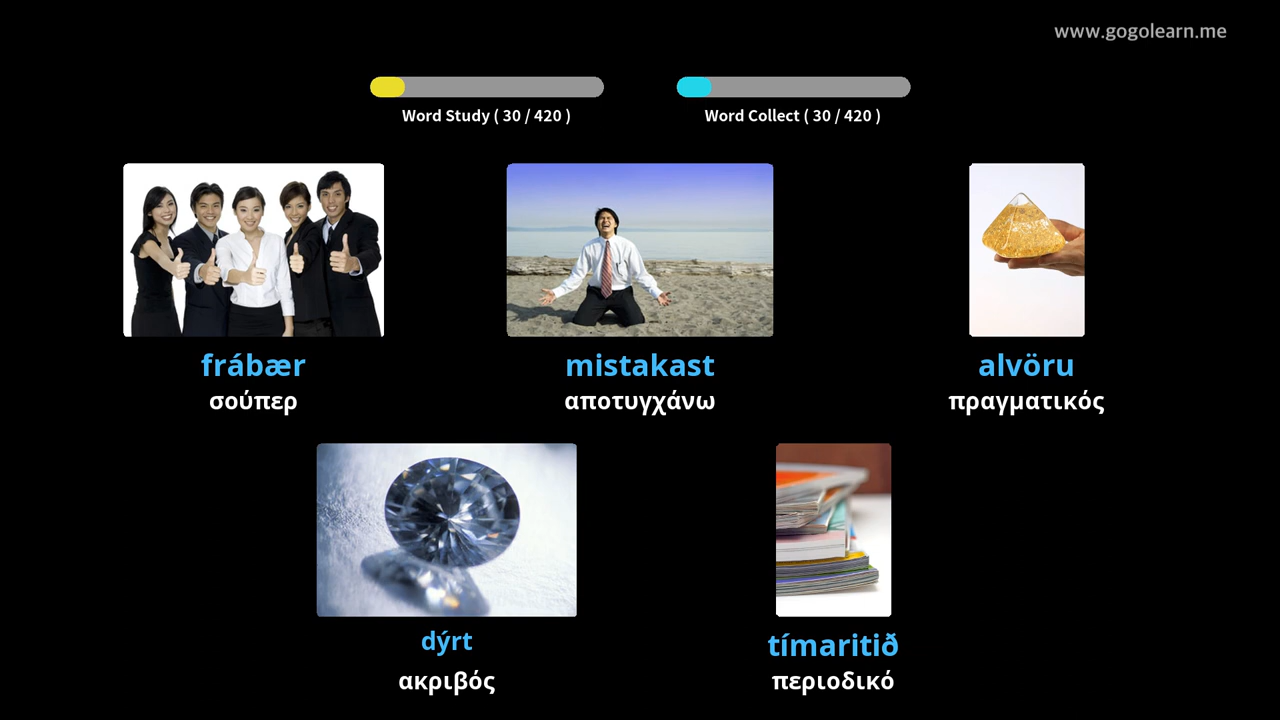 www.gogolearn.me
Word Study ( 30 / 420 )
Word Collect ( 30 / 420 )
frábær
σούπερ
mistakast
αποτυγχάνω
alvöru
πραγματικός
dýrt
ακριβός
tímaritið
περιοδικό